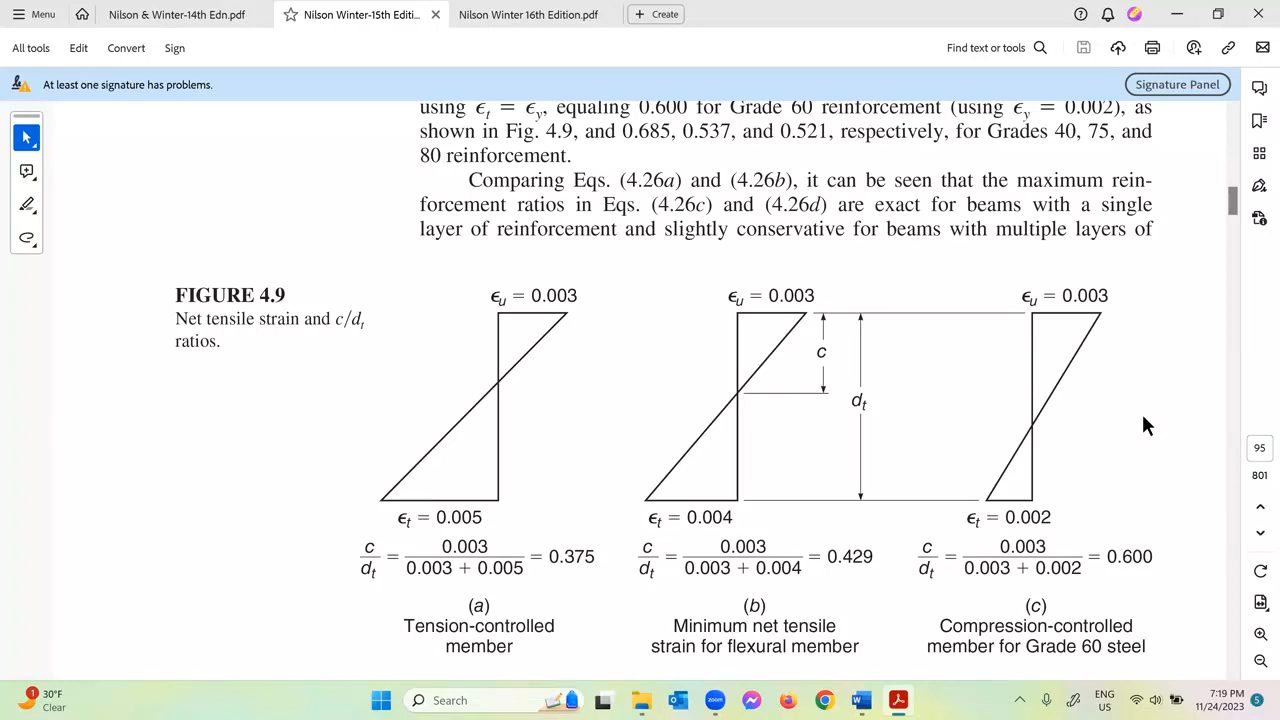 Menu
Nilson & Winter-14th Edn.pdf
Nilson Winter-15th Editi...
Nilson Winter 16th Edition.pdf
Create
All tools
Edit
Convert
Sign
Find text or tools
At least one signature has problems.
Signature Panel
using ϵt = ϵy, equaling 0.600 for Grade 60 reinforcement (using ϵy = 0.002), as
shown in Fig. 4.9, and 0.685, 0.537, and 0.521, respectively, for Grades 40, 75, and
80 reinforcement.
Comparing Eqs. (4.26a) and (4.26b), it can be seen that the maximum rein-
forcement ratios in Eqs. (4.26c) and (4.26d) are exact for beams with a single
layer of reinforcement and slightly conservative for beams with multiple layers of
FIGURE 4.9
Net tensile strain and c/dt
ratios.
ϵu = 0.003
ϵt = 0.005
c/dt = 0.003/(0.003 + 0.005) = 0.375
(a)
Tension-controlled
member
ϵu = 0.003
c
dt
ϵt = 0.004
c/dt = 0.003/(0.003 + 0.004) = 0.429
(b)
Minimum net tensile
strain for flexural member
ϵu = 0.003
ϵt = 0.002
c/dt = 0.003/(0.003 + 0.002) = 0.600
(c)
Compression-controlled
member for Grade 60 steel
95
801
1
30°F
Clear
Search
zoom
W
ENG
US
7:19 PM
11/24/2023
5